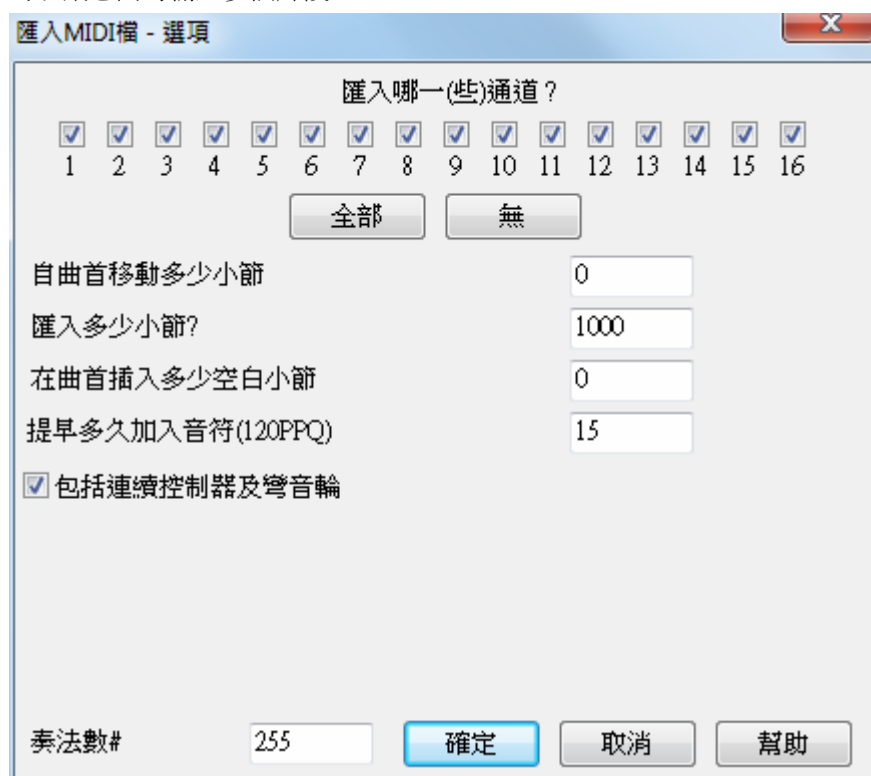 匯入MIDI檔 - 選項
匯入哪一(些)通道?
1 2 3 4 5 6 7 8 9 10 11 12 13 14 15 16
全部 無
自曲首移動多少小節 0
匯入多少小節? 1000
在曲首插入多少空白小節 0
提早多久加入音符(120PPQ) 15
包括連續控制器及彎音輪
奏法數# 255 確定 取消 幫助